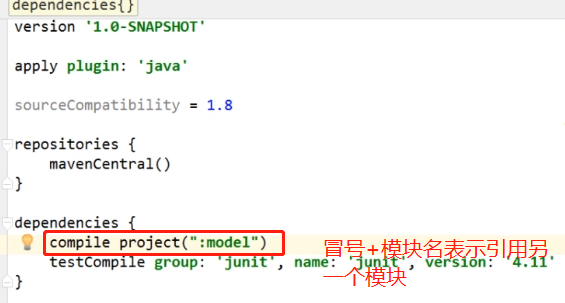 dependencies{}
version '1.0-SNAPSHOT'
apply plugin: 'java'
sourceCompatibility = 1.8
repositories {
mavenCentral()
}
dependencies {
compile project(":model")
冒号+模块名表示引用另
testCompile group: 'junit', name: 'junit', version: '4.11'
一个模块
}